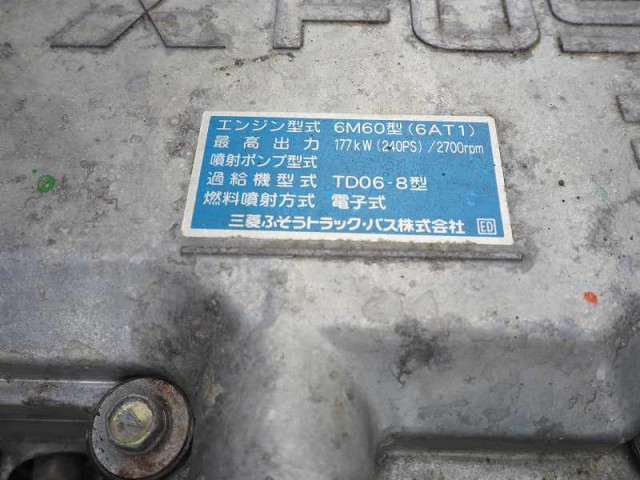 FUS
エンジン型式 6M60型(6AT1)
最高出力 177kW(240PS)/2700rpm
噴射ポンプ型式
過給機型式 TD06-8型
燃料噴射方式 電子式
三菱ふそうトラック・バス株式会社 ED